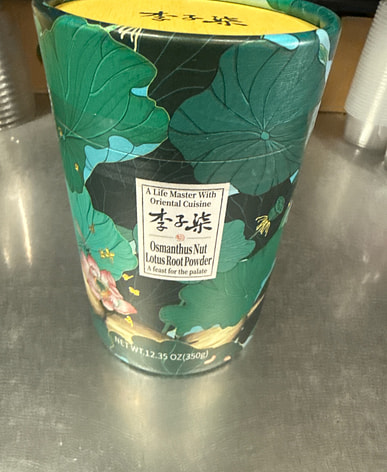 李子柒
A Life Master With
Oriental Cuisine
李子柒
Osmanthus Nut
Lotus Root Powder
A feast for the palate
NET WT.12.35 OZ(350g)